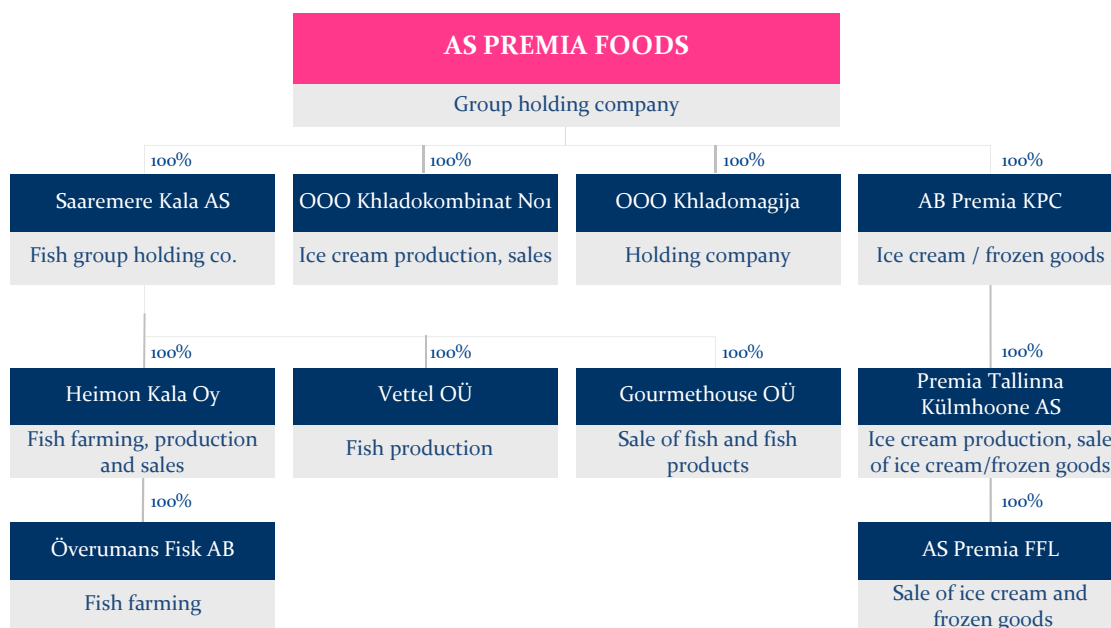 AS PREMIA FOODS
Group holding company
100%
100%
100%
100%
Saaremere Kala AS
OOO Khladokombinat No1
OOO Khladomagija
AB Premia KPC
Fish group holding co.
Ice cream production, sales
Holding company
Ice cream / frozen goods
100%
100%
100%
100%
Heimon Kala Oy
Vettel OÜ
Gourmethouse OÜ
Premia Tallinna
Külmhoone AS
Fish farming, production
and sales
Fish production
Sale of fish and fish
products
Ice cream production, sale
of ice cream/frozen goods
100%
100%
Överumans Fisk AB
AS Premia FFL
Fish farming
Sale of ice cream and
frozen goods